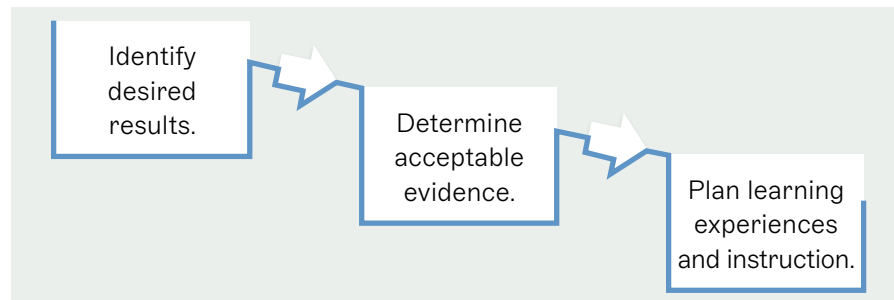 Identify
desired
results.
Determine
acceptable
evidence.
Plan learning
experiences
and instruction.